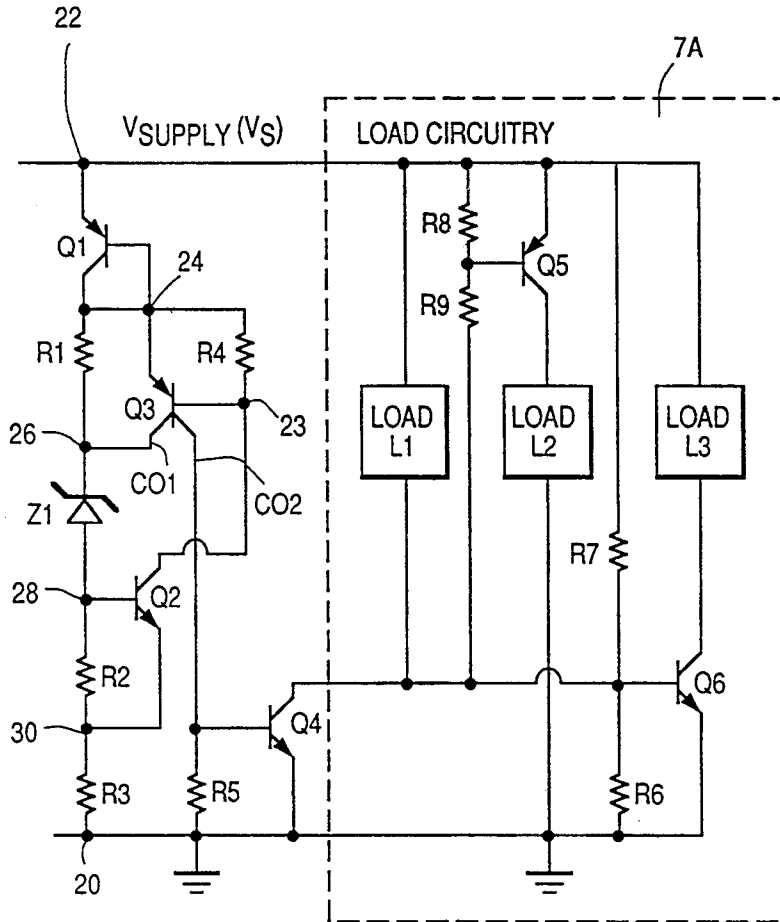 22
7A
VSUPPLY (VS)
LOAD CIRCUITRY
Q1
24
R8
Q5
R9
R1
R4
Q3
26
23
LOAD L1
LOAD L2
LOAD L3
CO1
CO2
Z1
R7
28
Q2
R2
Q6
30
Q4
R3
R5
R6
20